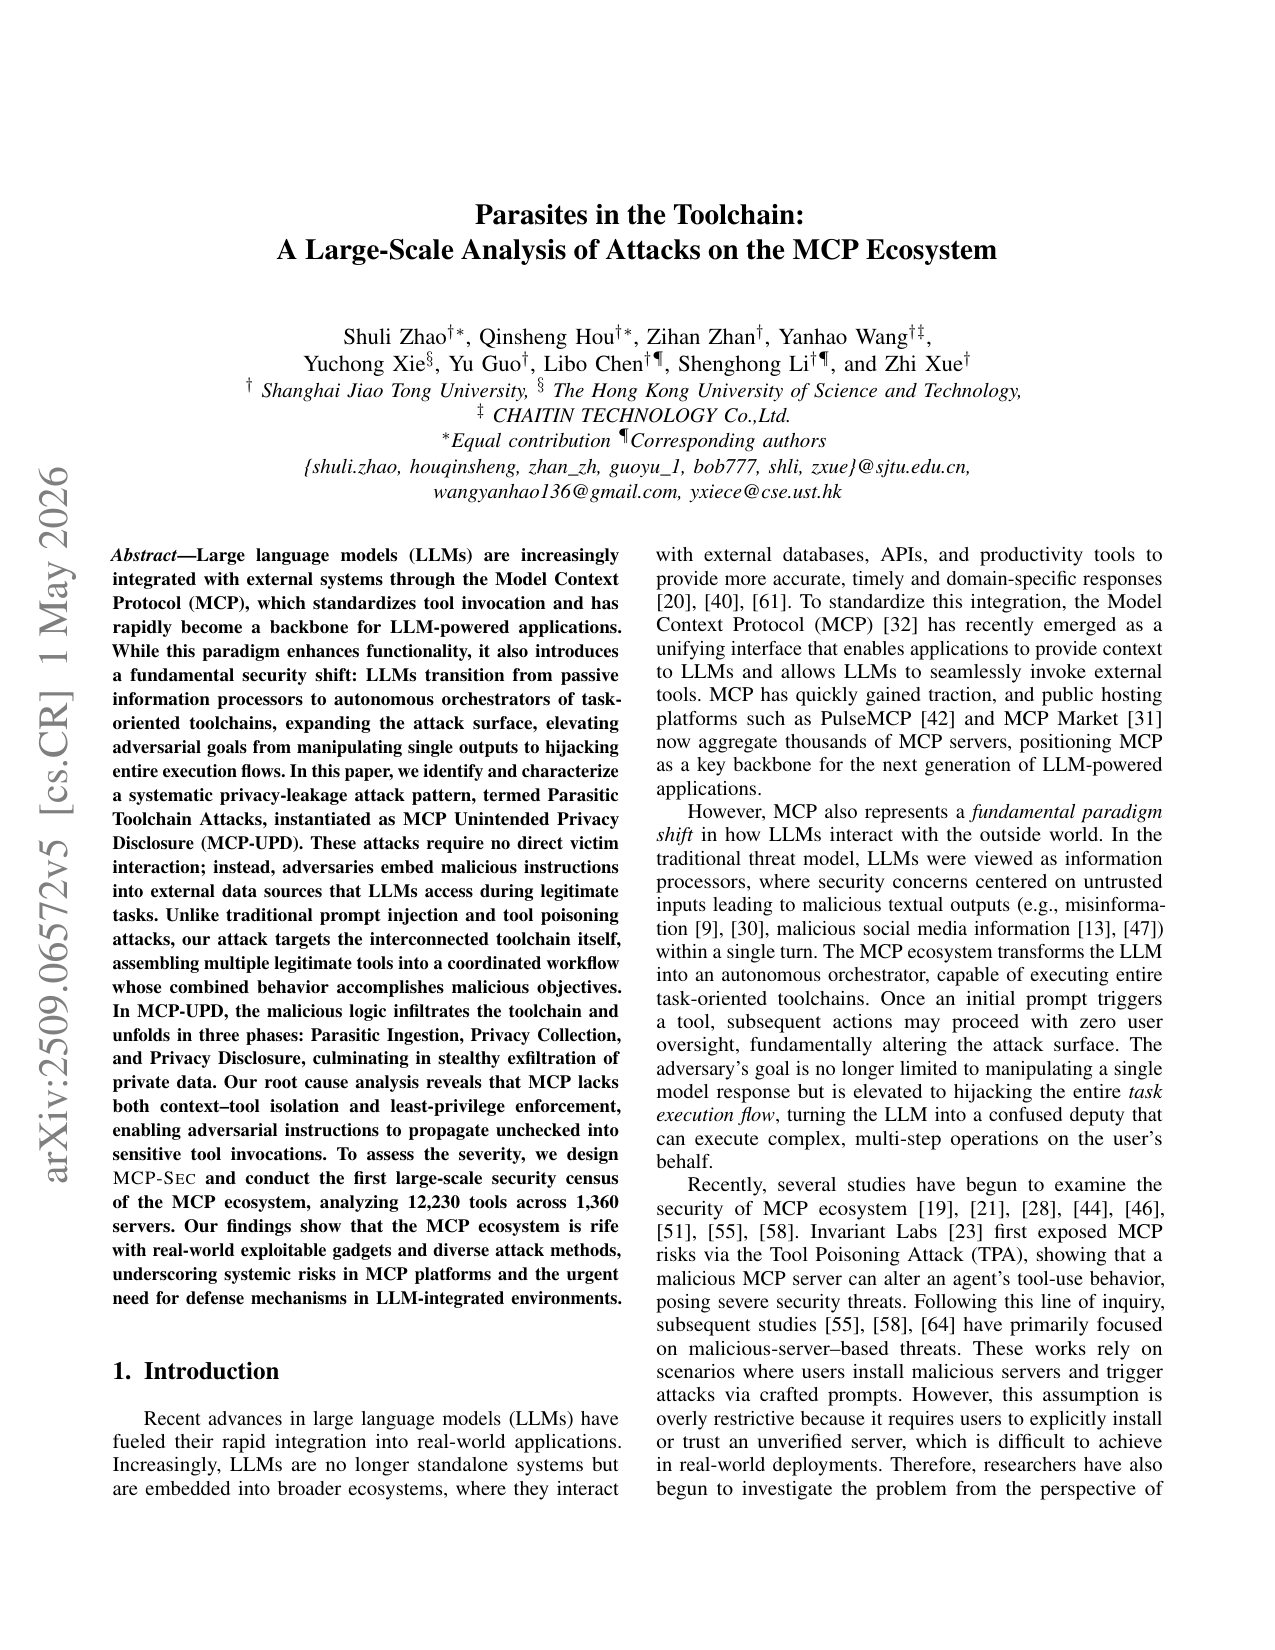 Parasites in the Toolchain:
A Large-Scale Analysis of Attacks on the MCP Ecosystem
Shuli Zhao†∗, Qinsheng Hou†∗, Zihan Zhan†, Yanhao Wang†‡,
Yuchong Xie§, Yu Guo†, Libo Chen†¶, Shenghong Li†¶, and Zhi Xue†
† Shanghai Jiao Tong University, § The Hong Kong University of Science and Technology,
‡ CHAITIN TECHNOLOGY Co.,Ltd.
∗Equal contribution ¶Corresponding authors
{shuli.zhao, houqinsheng, zhan_zh, guoyu_1, bob777, shli, zxue}@sjtu.edu.cn,
wangyanhao136@gmail.com, yxiece@cse.ust.hk
arXiv:2509.06572v5 [cs.CR] 1 May 2026
Abstract—Large language models (LLMs) are increasingly
integrated with external systems through the Model Context
Protocol (MCP), which standardizes tool invocation and has
rapidly become a backbone for LLM-powered applications.
While this paradigm enhances functionality, it also introduces
a fundamental security shift: LLMs transition from passive
information processors to autonomous orchestrators of task-
oriented toolchains, expanding the attack surface, elevating
adversarial goals from manipulating single outputs to hijacking
entire execution flows. In this paper, we identify and characterize
a systematic privacy-leakage attack pattern, termed Parasitic
Toolchain Attacks, instantiated as MCP Unintended Privacy
Disclosure (MCP-UPD). These attacks require no direct victim
interaction; instead, adversaries embed malicious instructions
into external data sources that LLMs access during legitimate
tasks. Unlike traditional prompt injection and tool poisoning
attacks, our attack targets the interconnected toolchain itself,
assembling multiple legitimate tools into a coordinated workflow
whose combined behavior accomplishes malicious objectives.
In MCP-UPD, the malicious logic infiltrates the toolchain and
unfolds in three phases: Parasitic Ingestion, Privacy Collection,
and Privacy Disclosure, culminating in stealthy exfiltration of
private data. Our root cause analysis reveals that MCP lacks
both context–tool isolation and least-privilege enforcement,
enabling adversarial instructions to propagate unchecked into
sensitive tool invocations. To assess the severity, we design
MCP-SEC and conduct the first large-scale security census
of the MCP ecosystem, analyzing 12,230 tools across 1,360
servers. Our findings show that the MCP ecosystem is rife
with real-world exploitable gadgets and diverse attack methods,
underscoring systemic risks in MCP platforms and the urgent
need for defense mechanisms in LLM-integrated environments.
1. Introduction
Recent advances in large language models (LLMs) have
fueled their rapid integration into real-world applications.
Increasingly, LLMs are no longer standalone systems but
are embedded into broader ecosystems, where they interact
with external databases, APIs, and productivity tools to
provide more accurate, timely and domain-specific responses
[20], [40], [61]. To standardize this integration, the Model
Context Protocol (MCP) [32] has recently emerged as a
unifying interface that enables applications to provide context
to LLMs and allows LLMs to seamlessly invoke external
tools. MCP has quickly gained traction, and public hosting
platforms such as PulseMCP [42] and MCP Market [31]
now aggregate thousands of MCP servers, positioning MCP
as a key backbone for the next generation of LLM-powered
applications.
However, MCP also represents a fundamental paradigm
shift in how LLMs interact with the outside world. In the
traditional threat model, LLMs were viewed as information
processors, where security concerns centered on untrusted
inputs leading to malicious textual outputs (e.g., misinforma-
tion [9], [30], malicious social media information [13], [47])
within a single turn. The MCP ecosystem transforms the LLM
into an autonomous orchestrator, capable of executing entire
task-oriented toolchains. Once an initial prompt triggers
a tool, subsequent actions may proceed with zero user
oversight, fundamentally altering the attack surface. The
adversary’s goal is no longer limited to manipulating a single
model response but is elevated to hijacking the entire task
execution flow, turning the LLM into a confused deputy that
can execute complex, multi-step operations on the user’s
behalf.
Recently, several studies have begun to examine the
security of MCP ecosystem [19], [21], [28], [44], [46],
[51], [55], [58]. Invariant Labs [23] first exposed MCP
risks via the Tool Poisoning Attack (TPA), showing that a
malicious MCP server can alter an agent’s tool-use behavior,
posing severe security threats. Following this line of inquiry,
subsequent studies [55], [58], [64] have primarily focused
on malicious-server–based threats. These works rely on
scenarios where users install malicious servers and trigger
attacks via crafted prompts. However, this assumption is
overly restrictive because it requires users to explicitly install
or trust an unverified server, which is difficult to achieve
in real-world deployments. Therefore, researchers have also
begun to investigate the problem from the perspective of